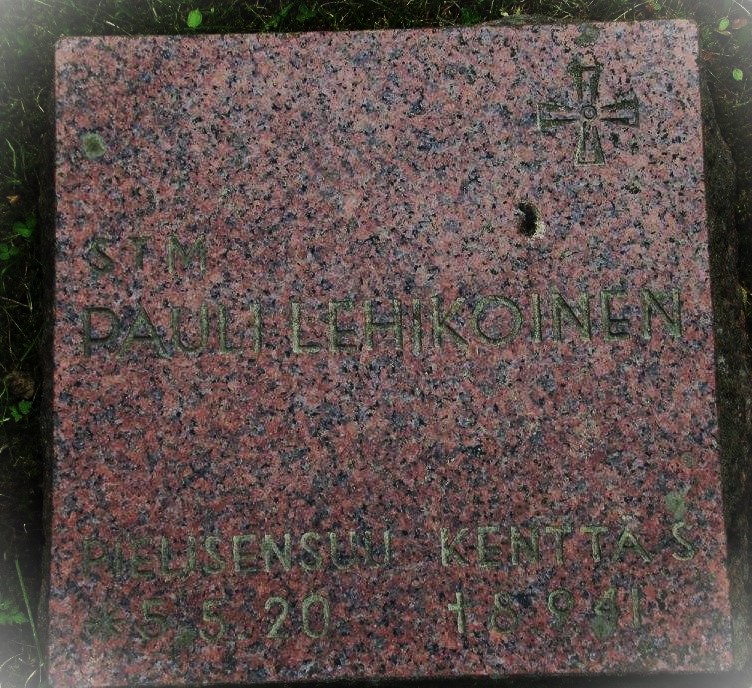 STM
PAULI LEHIKOINEN
PIELISENSUU KENTTÄ S
* 5.5.20 † 8.9.41